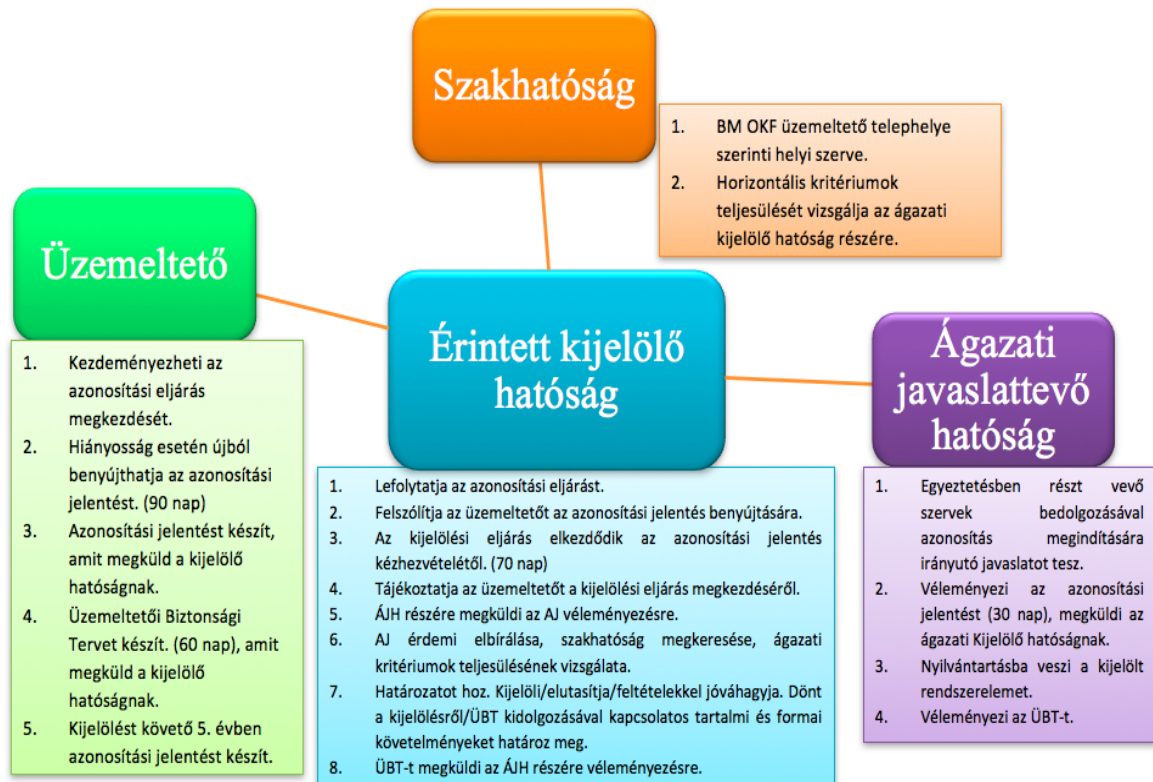 Szakhatóság
1. BM OKF üzemeltető telephelye
szerinti helyi szerve.
2. Horizontális kritériumok
teljesülését vizsgálja az ágazati
kijelölő hatóság részére.
Üzemeltető
1. Kezdeményezheti az
azonosítási eljárás
megkezdését.
2. Hiányosság esetén újból
benyújthatja az azonosítási
jelentést. (90 nap)
3. Azonosítási jelentést készít,
amit megküld a kijelölő
hatóságnak.
4. Üzemeltetői Biztonsági
Tervet készít. (60 nap), amit
megküld a kijelölő
hatóságnak.
5. Kijelölést követő 5. évben
azonosítási jelentést készít.
Érintett kijelölő
hatóság
1. Lefolytatja az azonosítási eljárást.
2. Felszólítja az üzemeltetőt az azonosítási jelentés benyújtására.
3. Az kijelölési eljárás elkezdődik az azonosítási jelentés
kézhezvételétől. (70 nap)
4. Tájékoztatja az üzemeltetőt a kijelölési eljárás megkezdéséről.
5. ÁJH részére megküldi az AJ véleményezésre.
6. AJ érdemi elbírálása, szakhatóság megkeresése, ágazati
kritériumok teljesülésének vizsgálata.
7. Határozatot hoz. Kijelöli/elutasítja/feltételekkel jóváhagyja. Dönt
a kijelölésről/ÜBT kidolgozásával kapcsolatos tartalmi és formai
követelményeket határoz meg.
8. ÜBT-t megküldi az ÁJH részére véleményezésre.
Ágazati
javaslattevő
hatóság
1. Egyeztetésben részt vevő
szervek bedolgozásával
azonosítás megindítására
irányutó javaslatot tesz.
2. Véleményezi az azonosítási
jelentést (30 nap), megküldi az
ágazati Kijelölő hatóságnak.
3. Nyilvántartásba veszi a kijelölt
rendszerelemet.
4. Véleményezi az ÜBT-t.